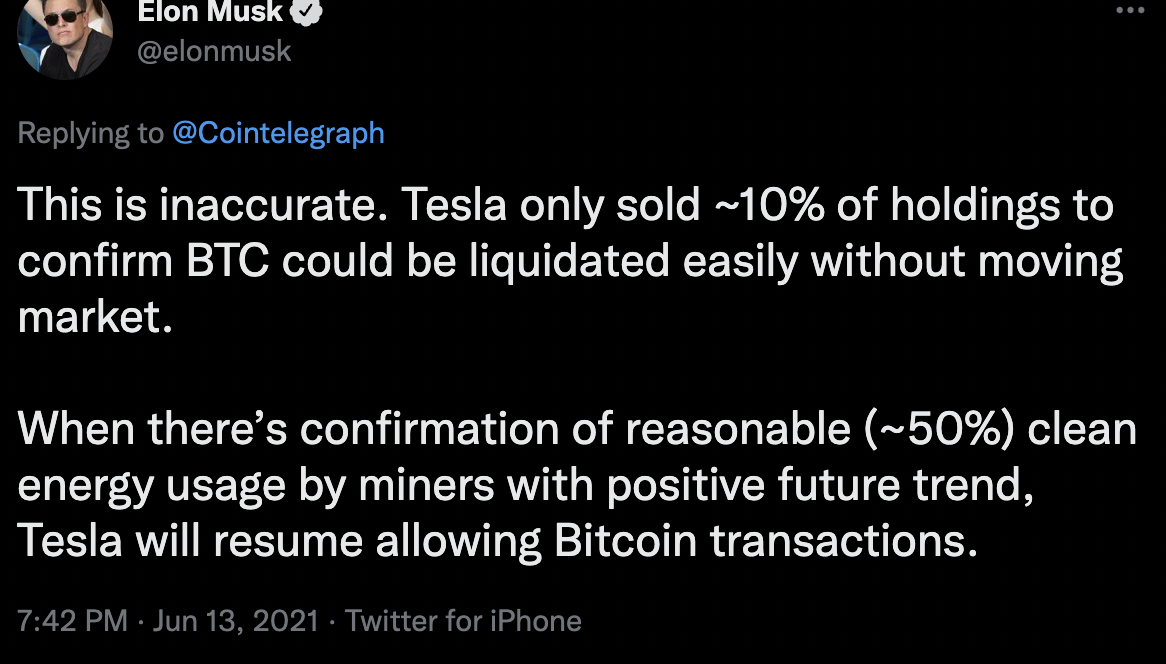 Elon Musk
@elonmusk
Replying to @Cointelegraph
This is inaccurate. Tesla only sold ~10% of holdings to
confirm BTC could be liquidated easily without moving
market.
When there’s confirmation of reasonable (~50%) clean
energy usage by miners with positive future trend,
Tesla will resume allowing Bitcoin transactions.
7:42 PM · Jun 13, 2021 · Twitter for iPhone